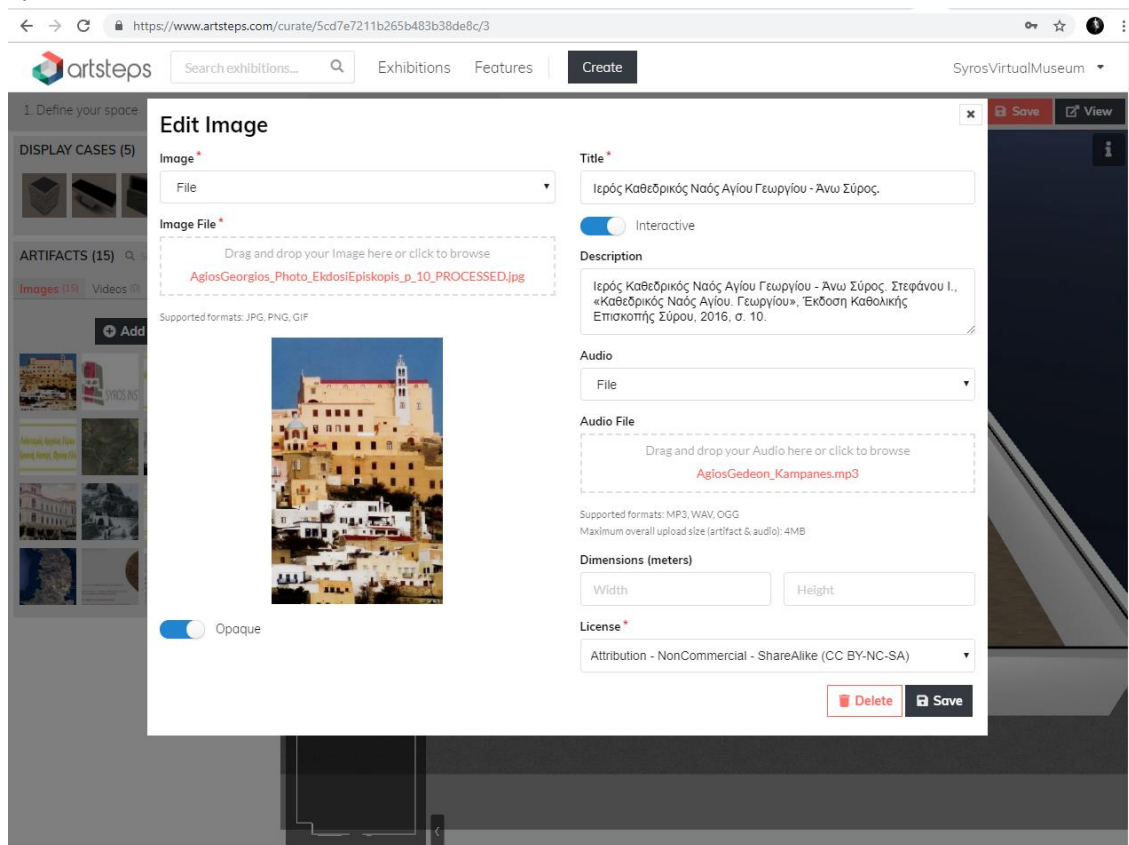 https://www.artsteps.com/curate/5cd7e7211b265b483b38de8c/3
artsteps
Search exhibitions...
Exhibitions
Features
Create
SyrosVirtualMuseum
1. Define your space
Save
View
DISPLAY CASES (5)
ARTIFACTS (15)
Images (15)
Videos (0)
Add
SYROS INST
Edit Image
Image *
File
Image File *
Drag and drop your Image here or click to browse
AgiosGeorgios_Photo_EkdosiEpiskopis_p_10_PROCESSED.jpg
Supported formats: JPG, PNG, GIF
Opaque
Title *
Ιερός Καθεδρικός Ναός Αγίου Γεωργίου - Άνω Σύρος.
Interactive
Description
Ιερός Καθεδρικός Ναός Αγίου Γεωργίου - Άνω Σύρος. Στεφάνου Ι.,
«Καθεδρικός Ναός Αγίου. Γεωργίου», Έκδοση Καθολικής
Επισκοπής Σύρου, 2016, σ. 10.
Audio
File
Audio File
Drag and drop your Audio here or click to browse
AgiosGedeon_Kampanes.mp3
Supported formats: MP3, WAV, OGG
Maximum overall upload size (artifact & audio): 4MB
Dimensions (meters)
Width
Height
License *
Attribution - NonCommercial - ShareAlike (CC BY-NC-SA)
Delete
Save